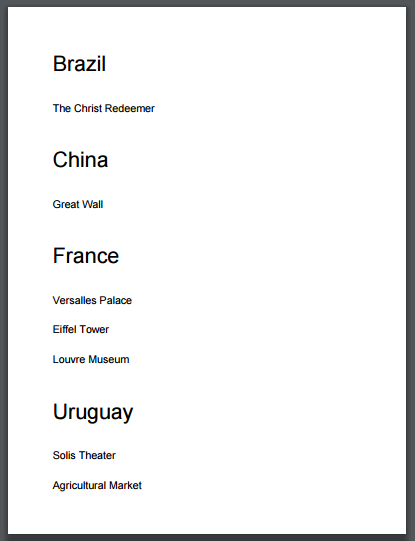 Brazil
The Christ Redeemer
China
Great Wall
France
Versalles Palace
Eiffel Tower
Louvre Museum
Uruguay
Solis Theater
Agricultural Market